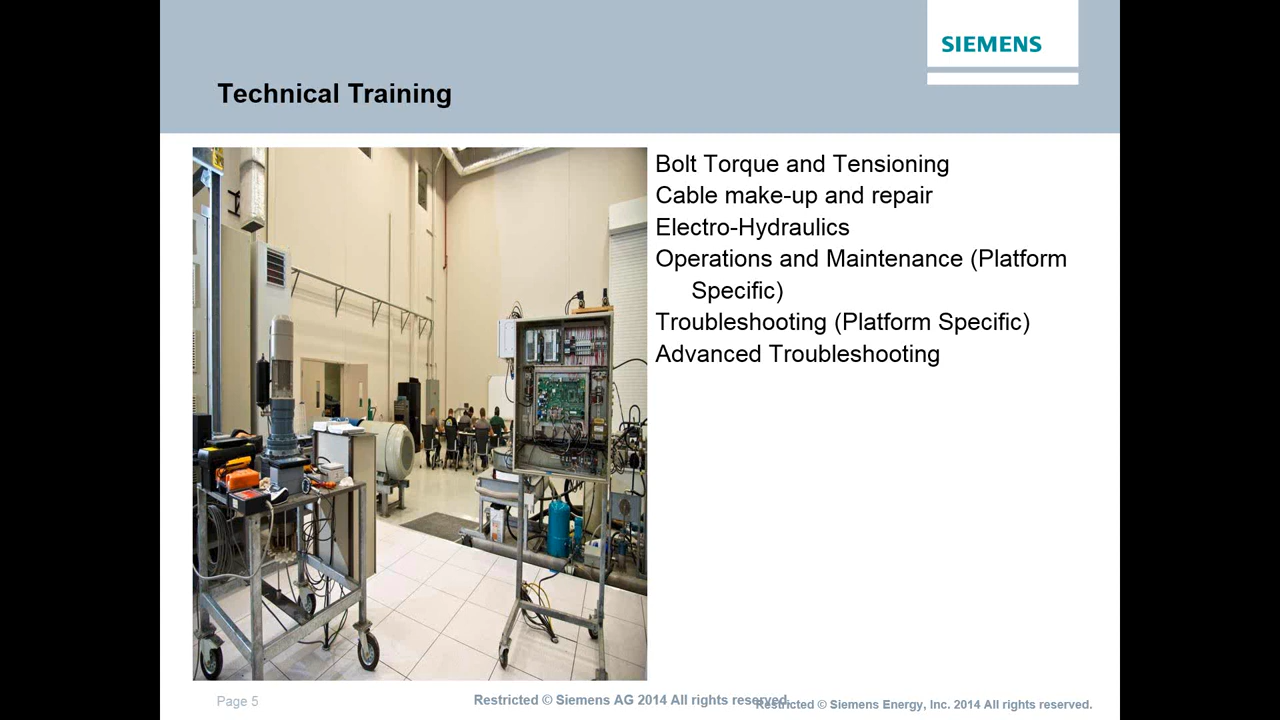 SIEMENS
Technical Training
Bolt Torque and Tensioning
Cable make-up and repair
Electro-Hydraulics
Operations and Maintenance (Platform
Specific)
Troubleshooting (Platform Specific)
Advanced Troubleshooting
Page 5
Restricted © Siemens AG 2014 All rights reserved.
Restricted © Siemens Energy, Inc. 2014 All rights reserved.